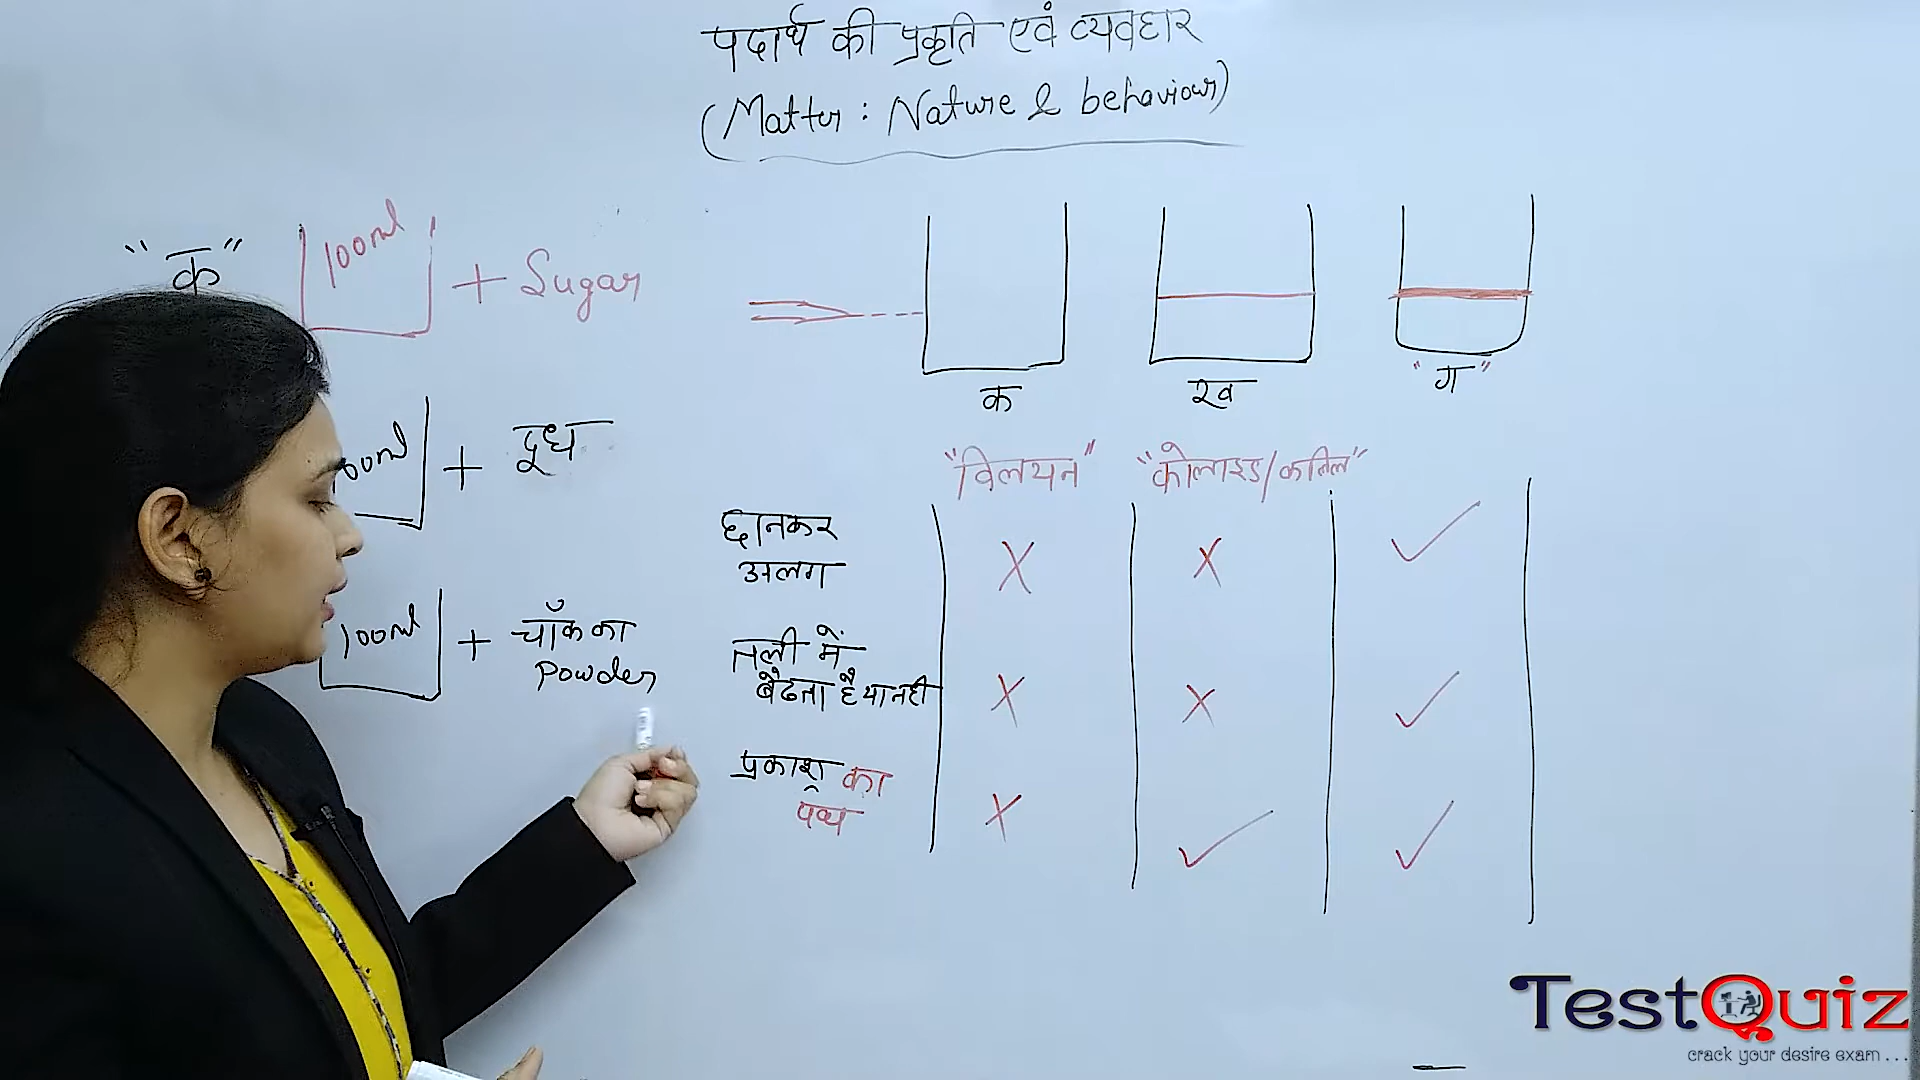 पदार्थ की प्रकृति एवं व्यवहार
(Matter : Nature & behaviour)
"क" 100ml + Sugar
100ml + दूध
100ml + चॉक का
Powder
क ख "ग"
"विलयन" "कोलाइड/कलिल"
छानकर
अलग X X ✓
तली में
बैठता है या नही X X ✓
प्रकाश का
पथ X ✓ ✓
TestQuiz
crack your desire exam ...